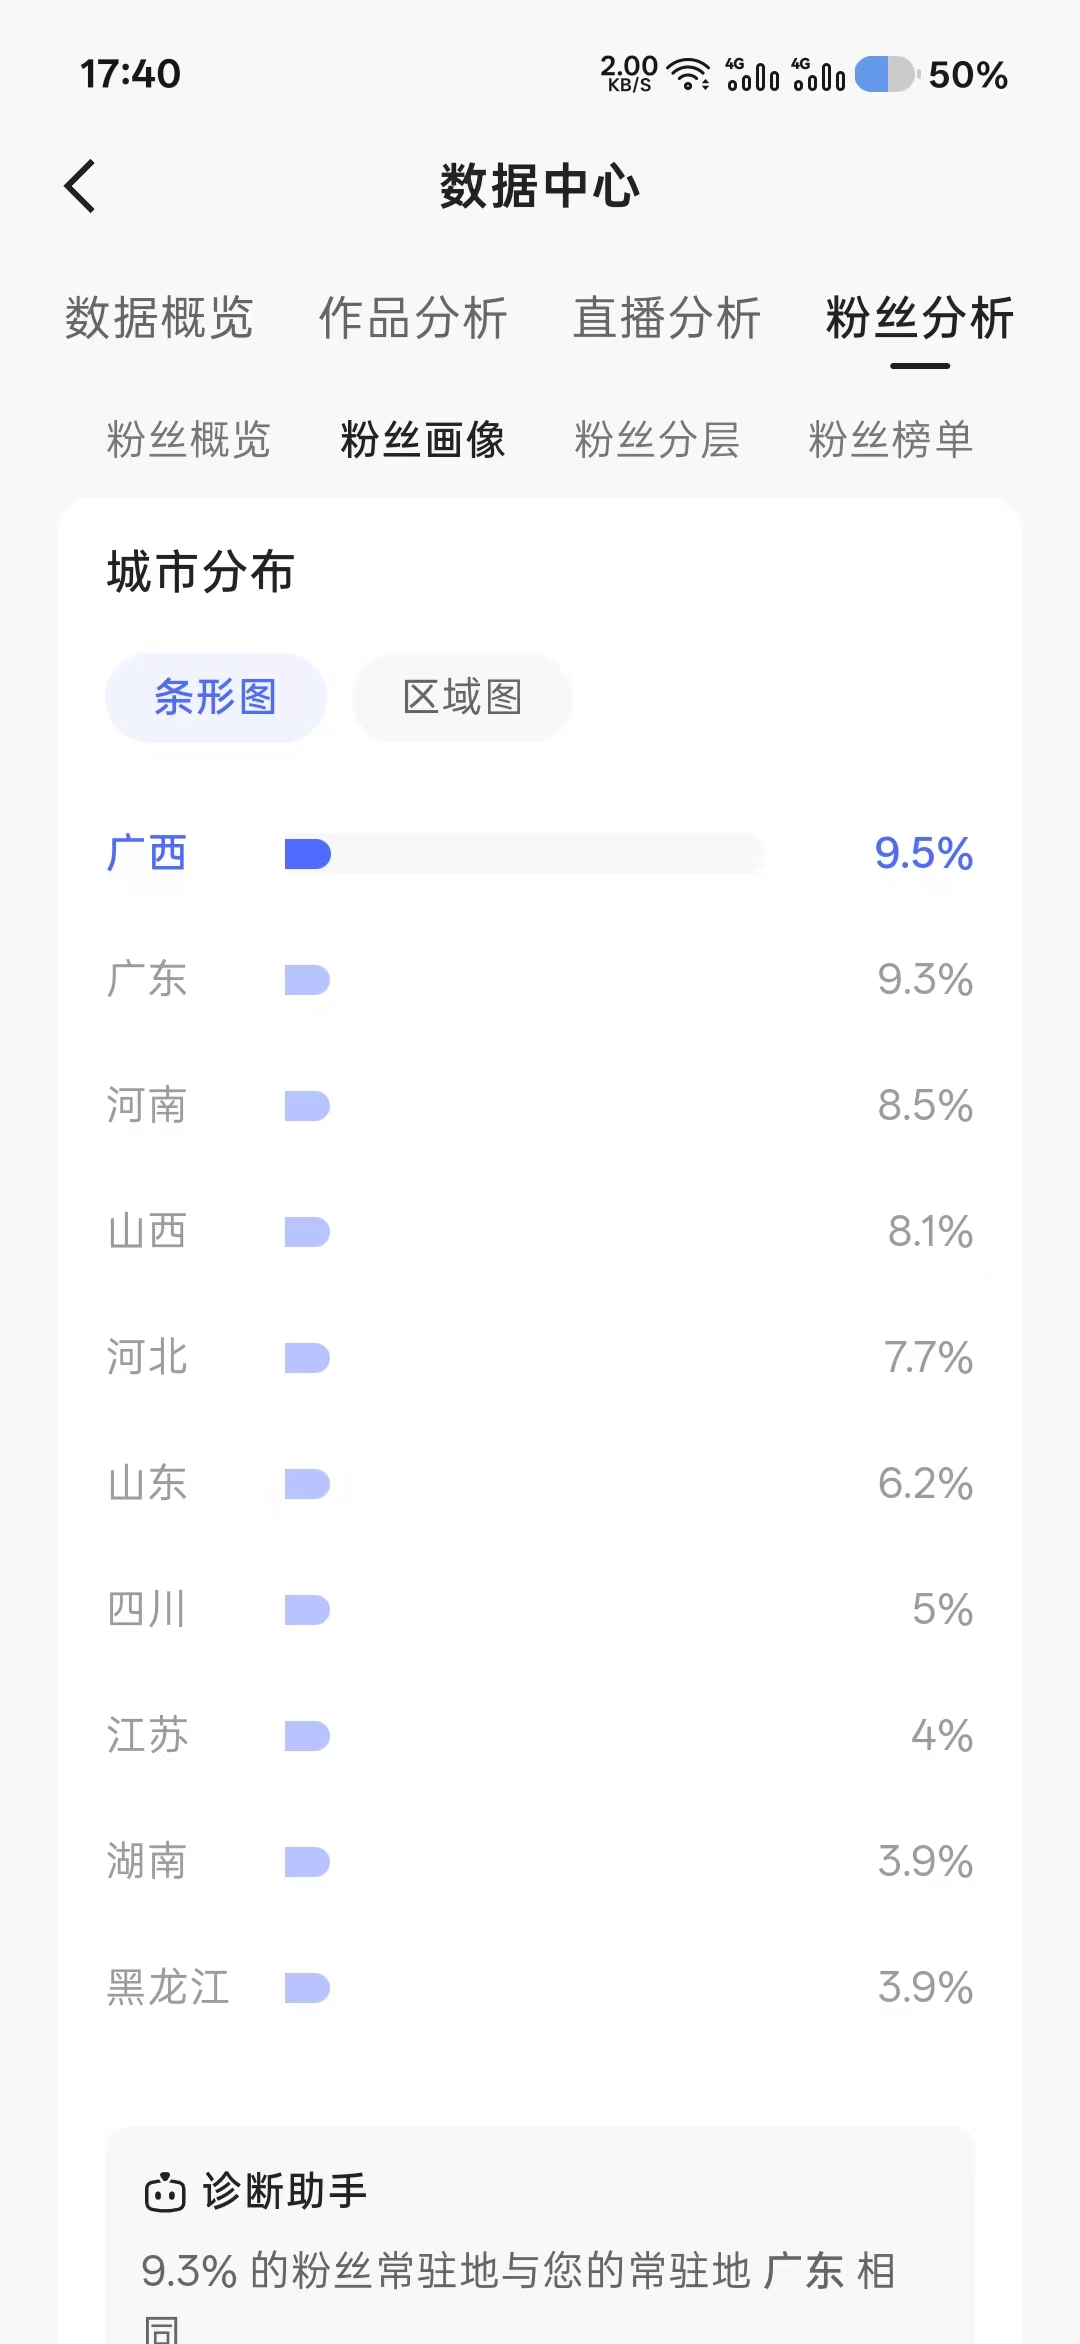 17:40 2.00 KB/S 4G 4G 50%
数据中心
数据概览 作品分析 直播分析 粉丝分析
粉丝概览 粉丝画像 粉丝分层 粉丝榜单
城市分布
条形图 区域图
广西 9.5%
广东 9.3%
河南 8.5%
山西 8.1%
河北 7.7%
山东 6.2%
四川 5%
江苏 4%
湖南 3.9%
黑龙江 3.9%
诊断助手
9.3% 的粉丝常驻地与您的常驻地 广东 相
同